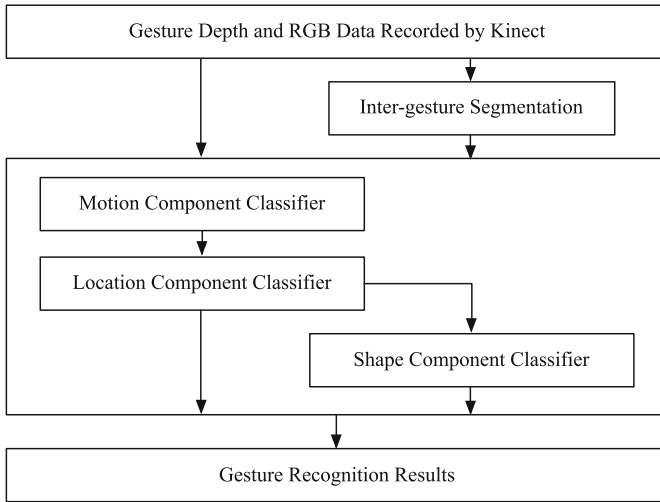 Gesture Depth and RGB Data Recorded by Kinect
Inter-gesture Segmentation
Motion Component Classifier
Location Component Classifier
Shape Component Classifier
Gesture Recognition Results